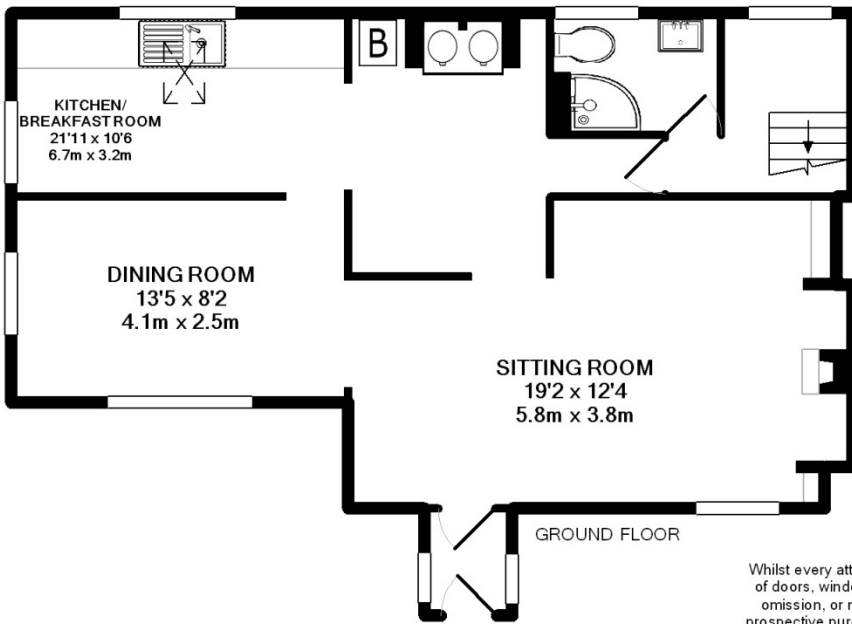 B
KITCHEN/
BREAKFAST ROOM
21'11 x 10'6
6.7m x 3.2m
DINING ROOM
13'5 x 8'2
4.1m x 2.5m
SITTING ROOM
19'2 x 12'4
5.8m x 3.8m
GROUND FLOOR
Whilst every
of doors,
omission, or
prospective